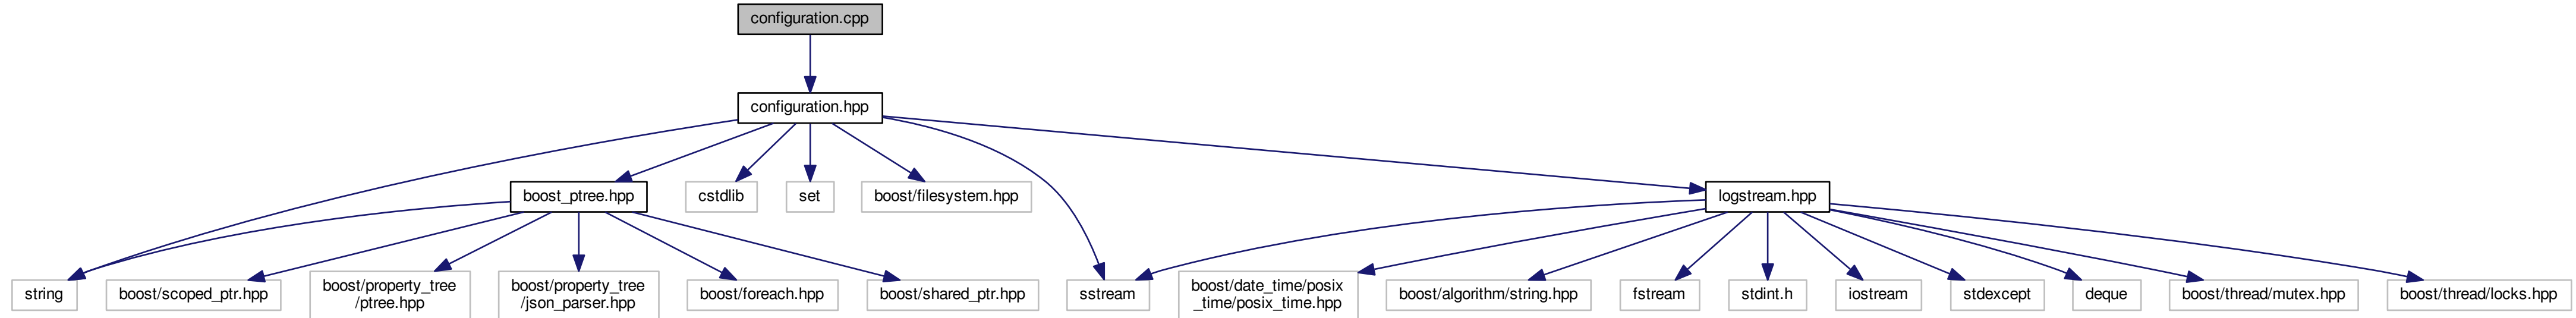 configuration.cpp
configuration.hpp
boost_ptree.hpp
cstdlib
set
boost/filesystem.hpp
logstream.hpp
string
boost/scoped_ptr.hpp
boost/property_tree
/ptree.hpp
boost/property_tree
/json_parser.hpp
boost/foreach.hpp
boost/shared_ptr.hpp
sstream
boost/date_time/posix
_time/posix_time.hpp
boost/algorithm/string.hpp
fstream
stdint.h
iostream
stdexcept
deque
boost/thread/mutex.hpp
boost/thread/locks.hpp